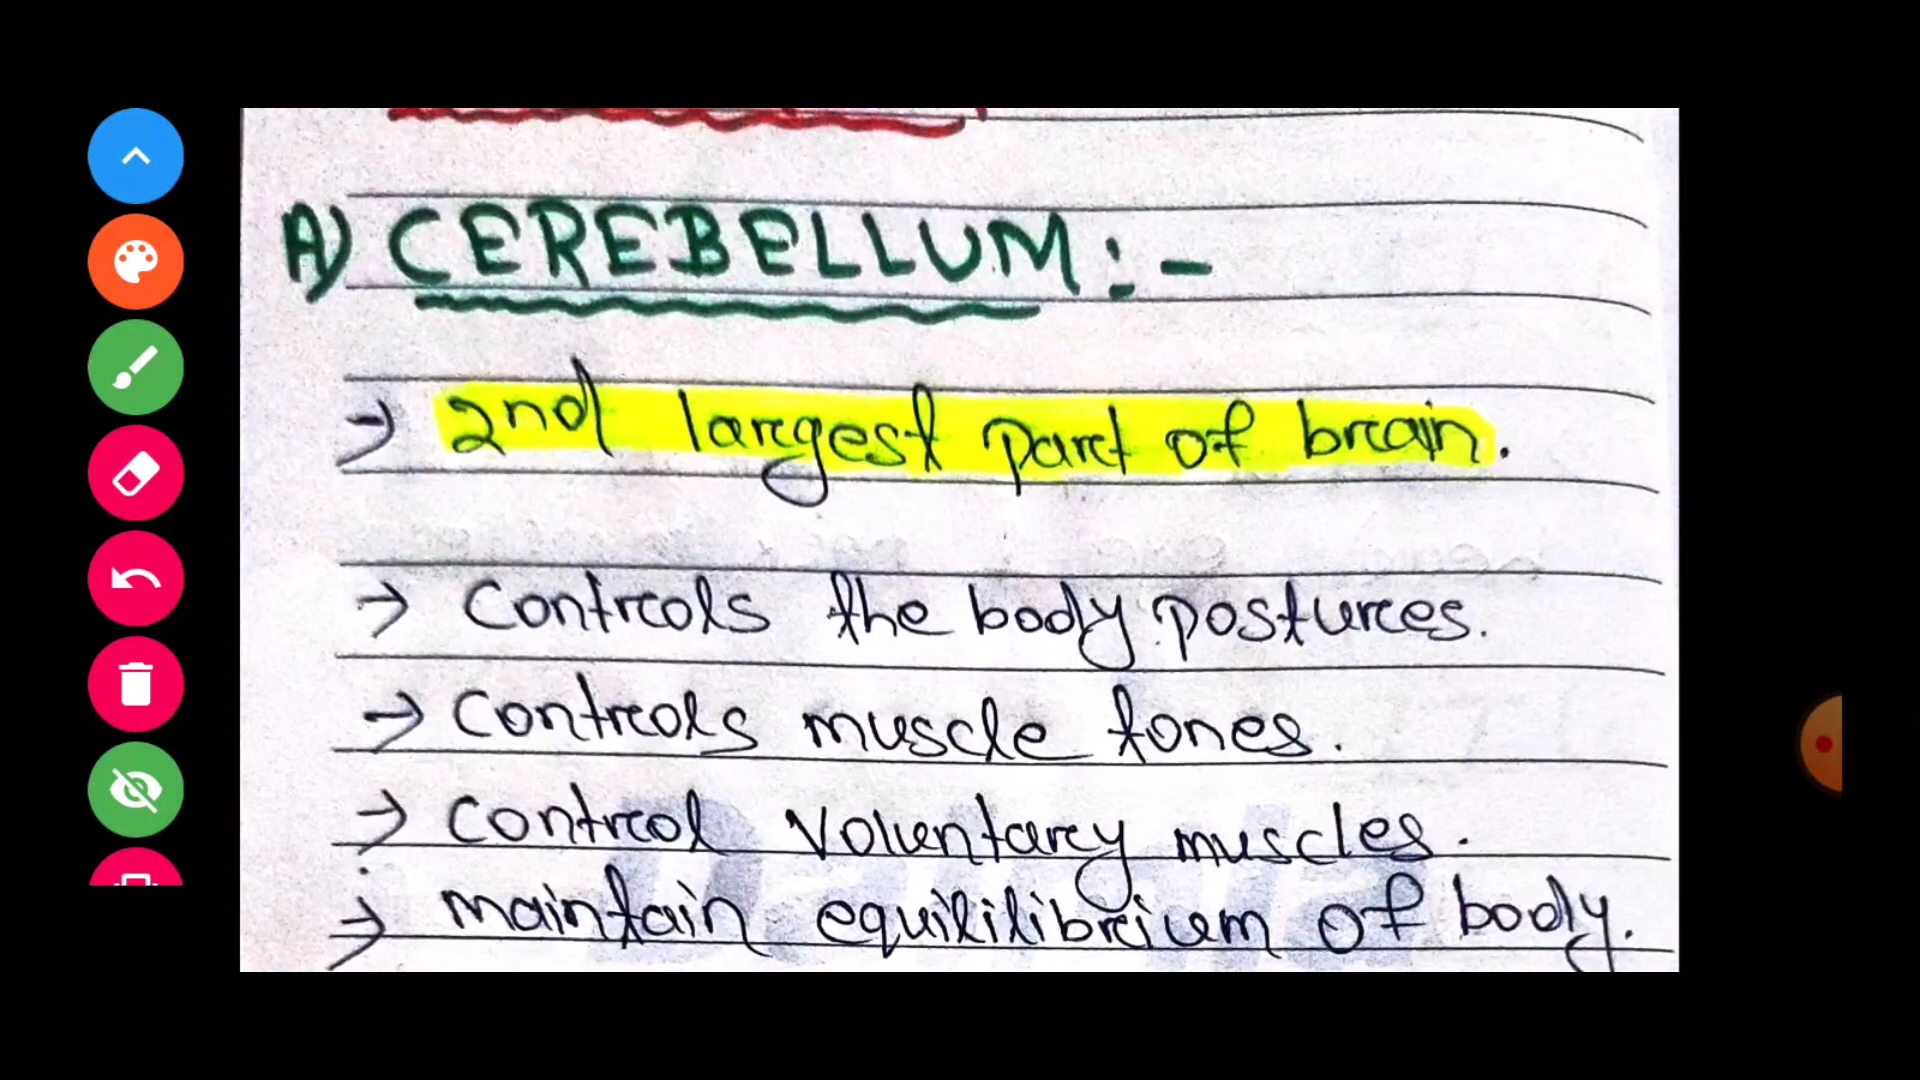 A) CEREBELLUM :-
→ 2nd largest part of brain.
→ Controls the body postures.
→ Controls muscle tones.
→ Control Voluntary muscles.
→ maintain equililibrium of body.